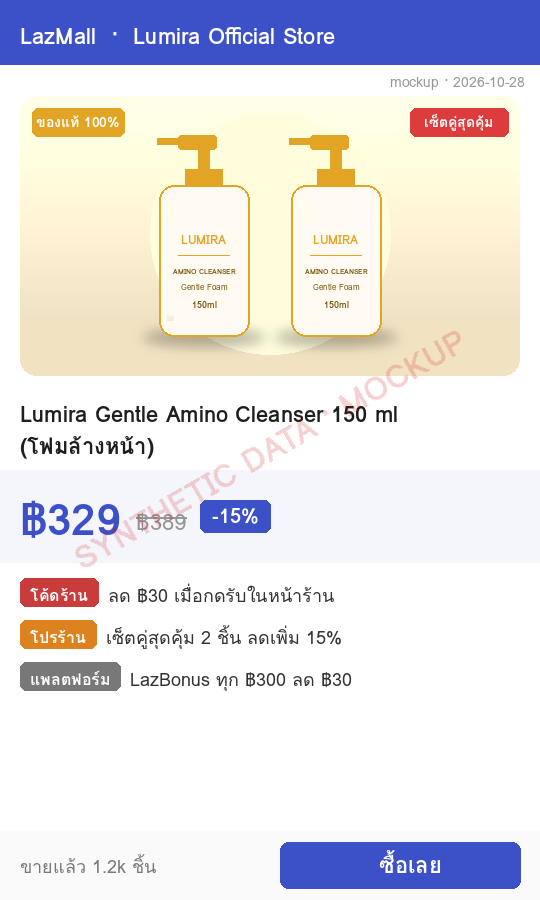 LazMall · Lumira Official Store
mockup · 2026-10-28
ของแท้ 100%
เซ็ตคู่สุดคุ้ม
LUMIRA
AMINO CLEANSER
Gentle Foam
150ml
LUMIRA
AMINO CLEANSER
Gentle Foam
150ml
SYNTHETIC DATA · MOCKUP
Lumira Gentle Amino Cleanser 150 ml
(โฟมล้างหน้า)
฿329 ฿389 -15%
โค้ดร้าน ลด ฿30 เมื่อกดรับในหน้าร้าน
โปรร้าน เซ็ตคู่สุดคุ้ม 2 ชิ้น ลดเพิ่ม 15%
แพลตฟอร์ม LazBonus ทุก ฿300 ลด ฿30
ขายแล้ว 1.2k ชิ้น
ซื้อเลย